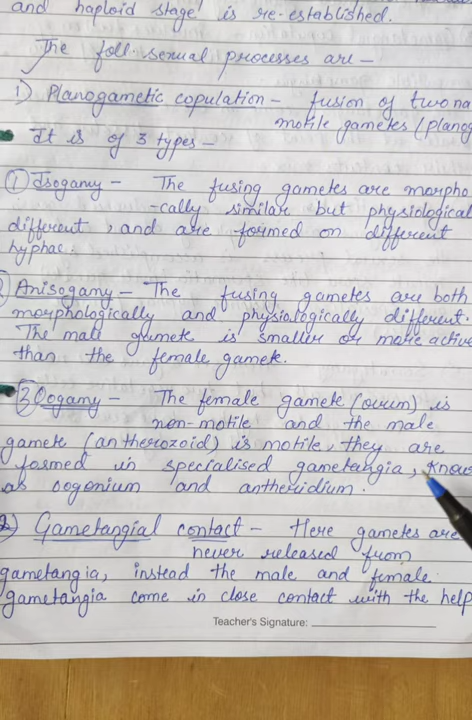 and haploid stage is re-established.
The foll. sexual processes are -
1) Planogametic copulation - fusion of two na
motile gametes (planog
It is of 3 types -
① Isogamy - The fusing gametes are morpho
-cally similar but physiological
different, and are formed on different
hyphae.
Anisogamy - The fusing gametes are both
morphologically and physiologically different.
The male gamete is smaller or more active
than the female gamete.
③ Oogamy - The female gamete (ovum) is
non-motile and the male
gamete (antherozoid) is motile, they are
formed in specialised gametangia, know
as oogonium and antheridium.
2) Gametangial contact - Here gametes are
never released from
gametangia, instead the male and female
gametangia come in close contact with the help
Teacher's Signature: